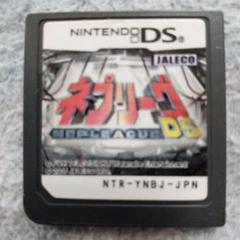 NINTENDO DS
JALECO
ネプリーグ
NEPLEAGUE DS
NTR-YNBJ-JPN